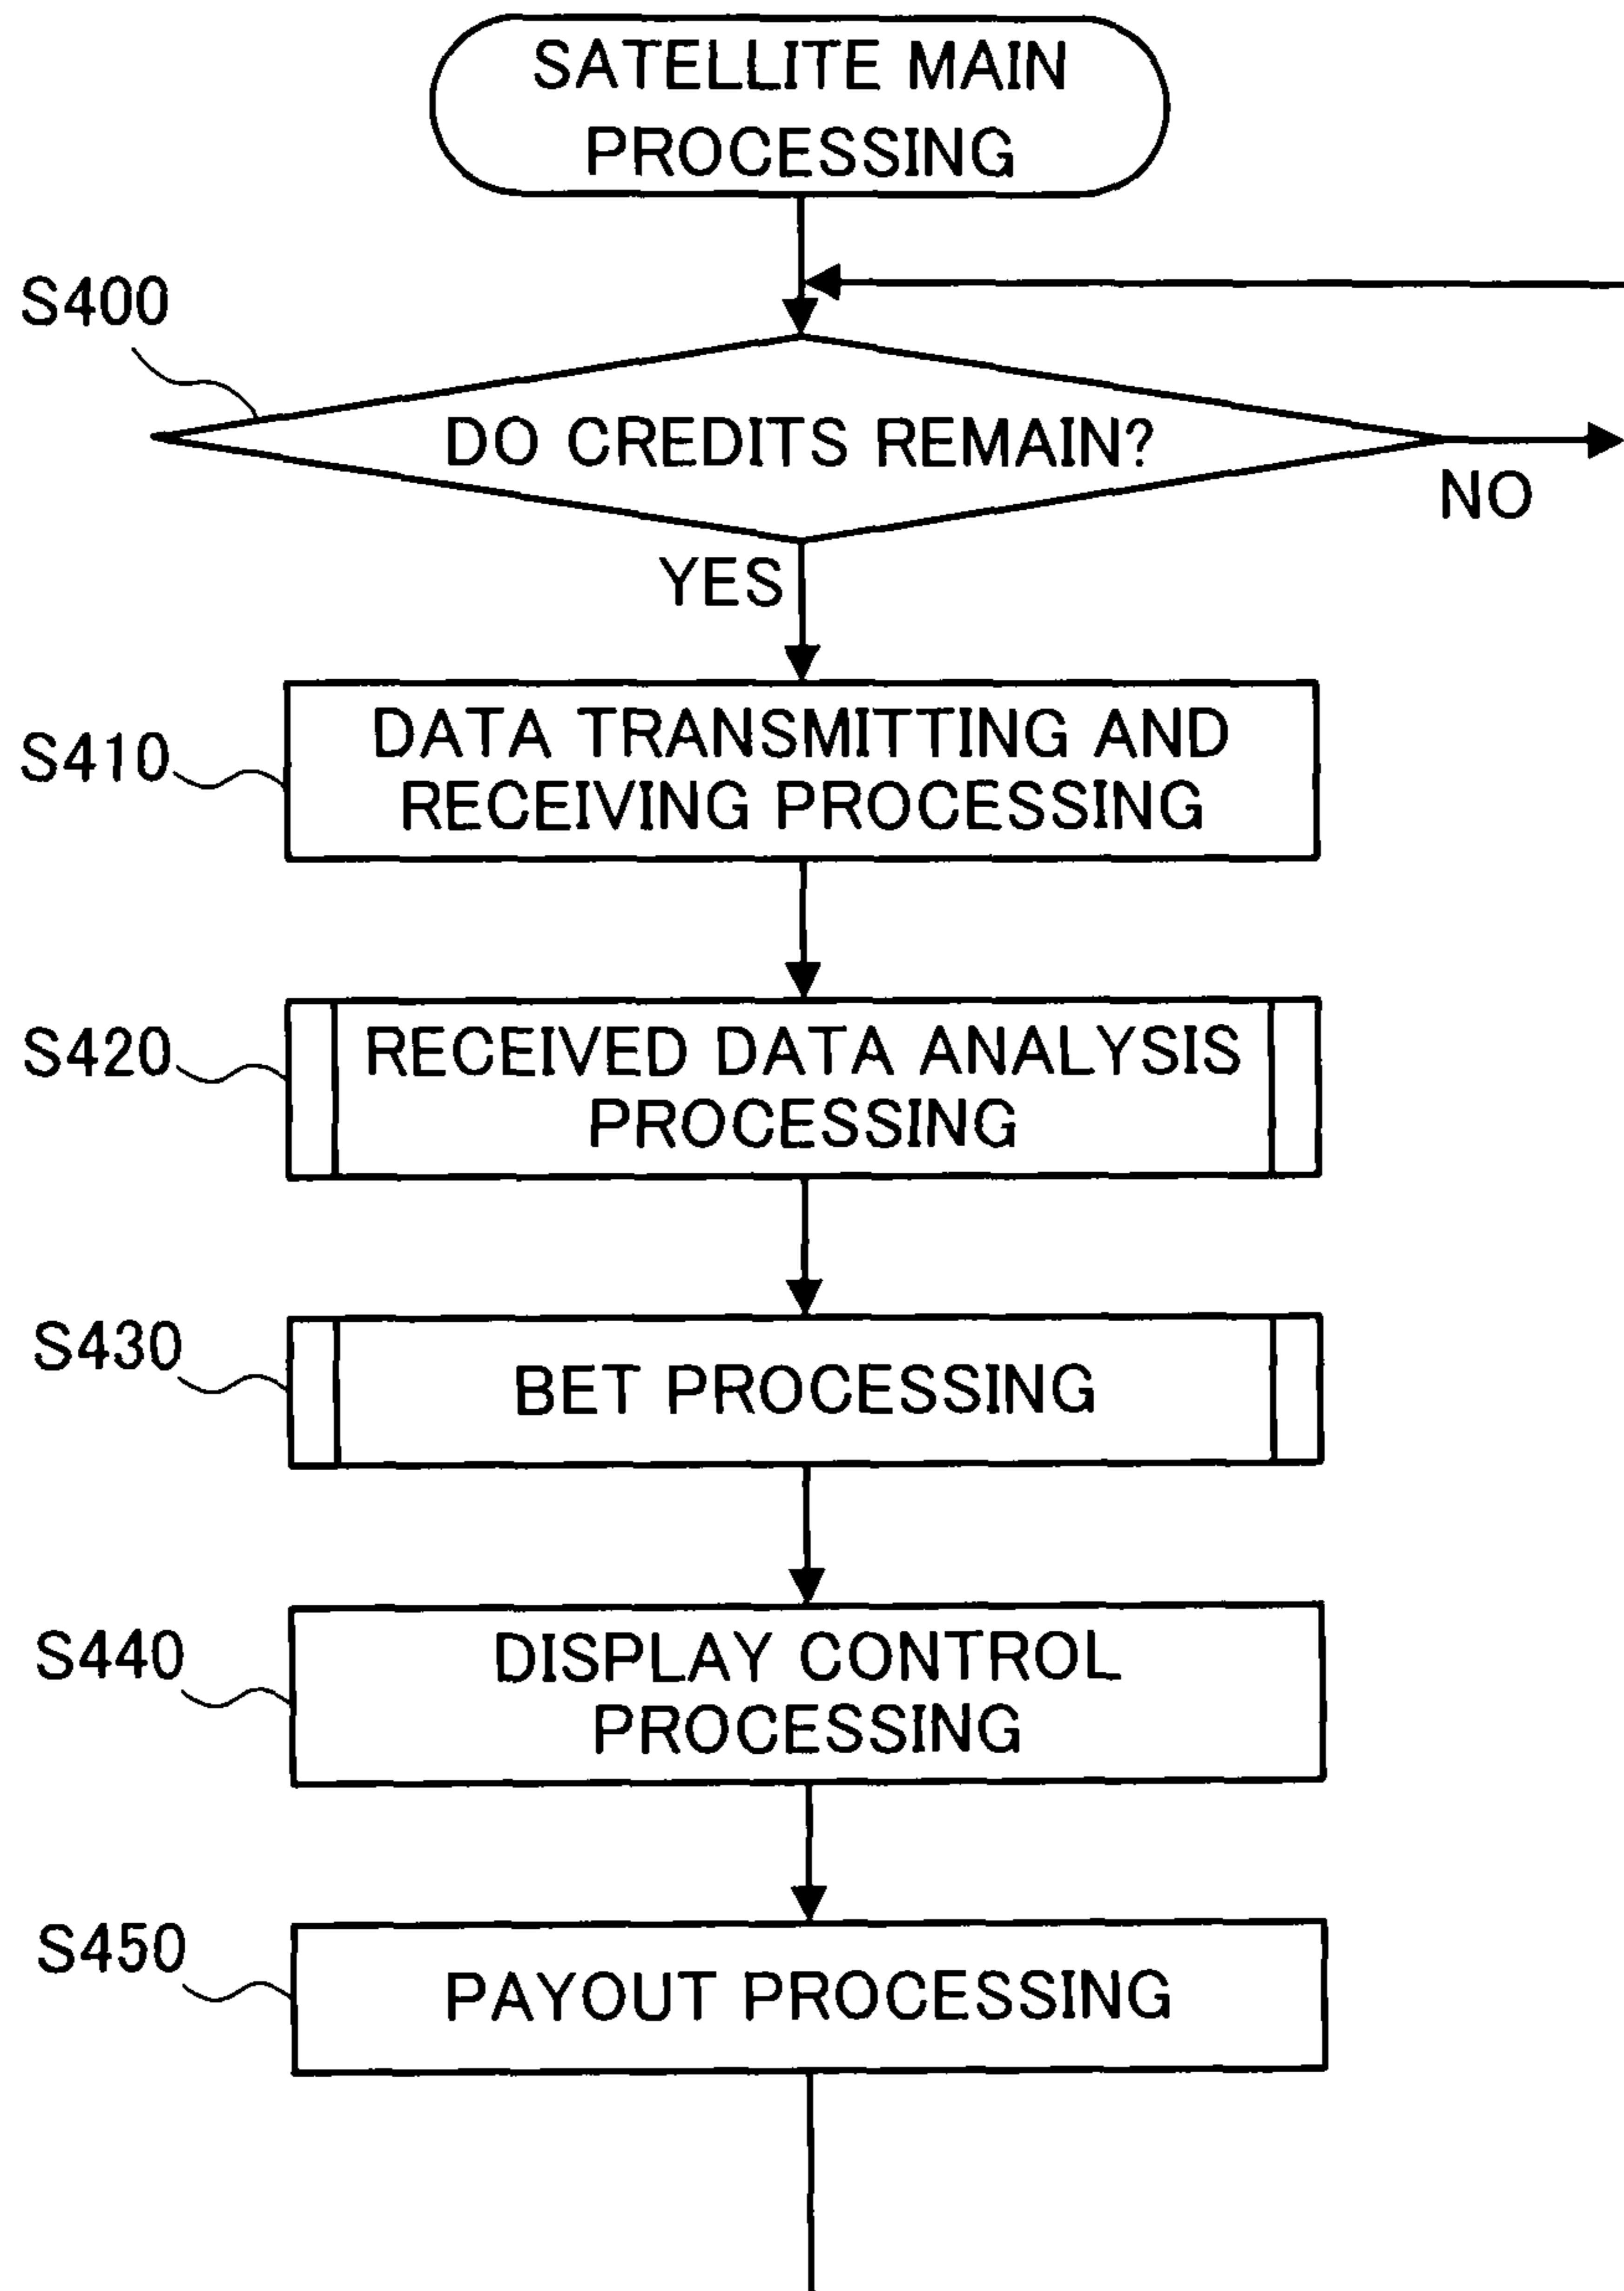 SATELLITE MAIN
PROCESSING
S400
DO CREDITS REMAIN?
NO
YES
S410
DATA TRANSMITTING AND
RECEIVING PROCESSING
S420
RECEIVED DATA ANALYSIS
PROCESSING
S430
BET PROCESSING
S440
DISPLAY CONTROL
PROCESSING
S450
PAYOUT PROCESSING